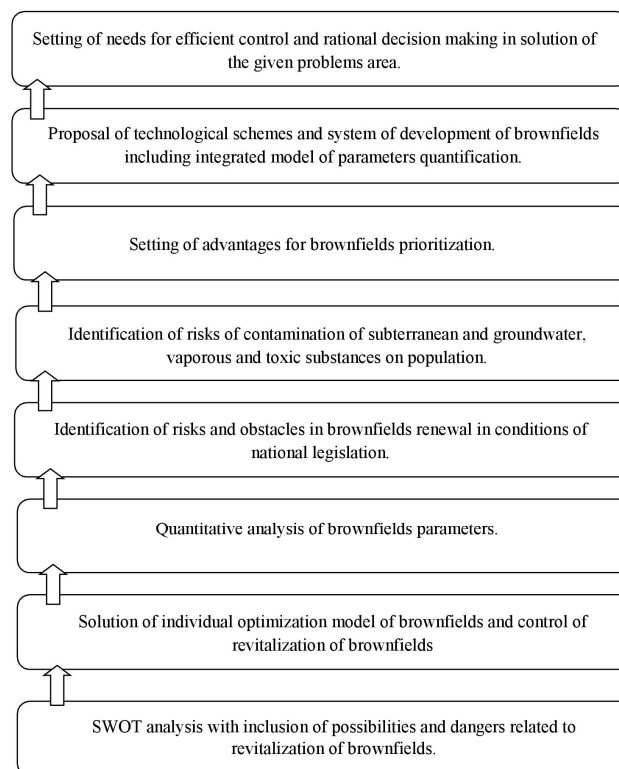 Setting of needs for efficient control and rational decision making in solution of
the given problems area.
Proposal of technological schemes and system of development of brownfields
including integrated model of parameters quantification.
Setting of advantages for brownfields prioritization.
Identification of risks of contamination of subterranean and groundwater,
vaporous and toxic substances on population.
Identification of risks and obstacles in brownfields renewal in conditions of
national legislation.
Quantitative analysis of brownfields parameters.
Solution of individual optimization model of brownfields and control of
revitalization of brownfields
SWOT analysis with inclusion of possibilities and dangers related to
revitalization of brownfields.